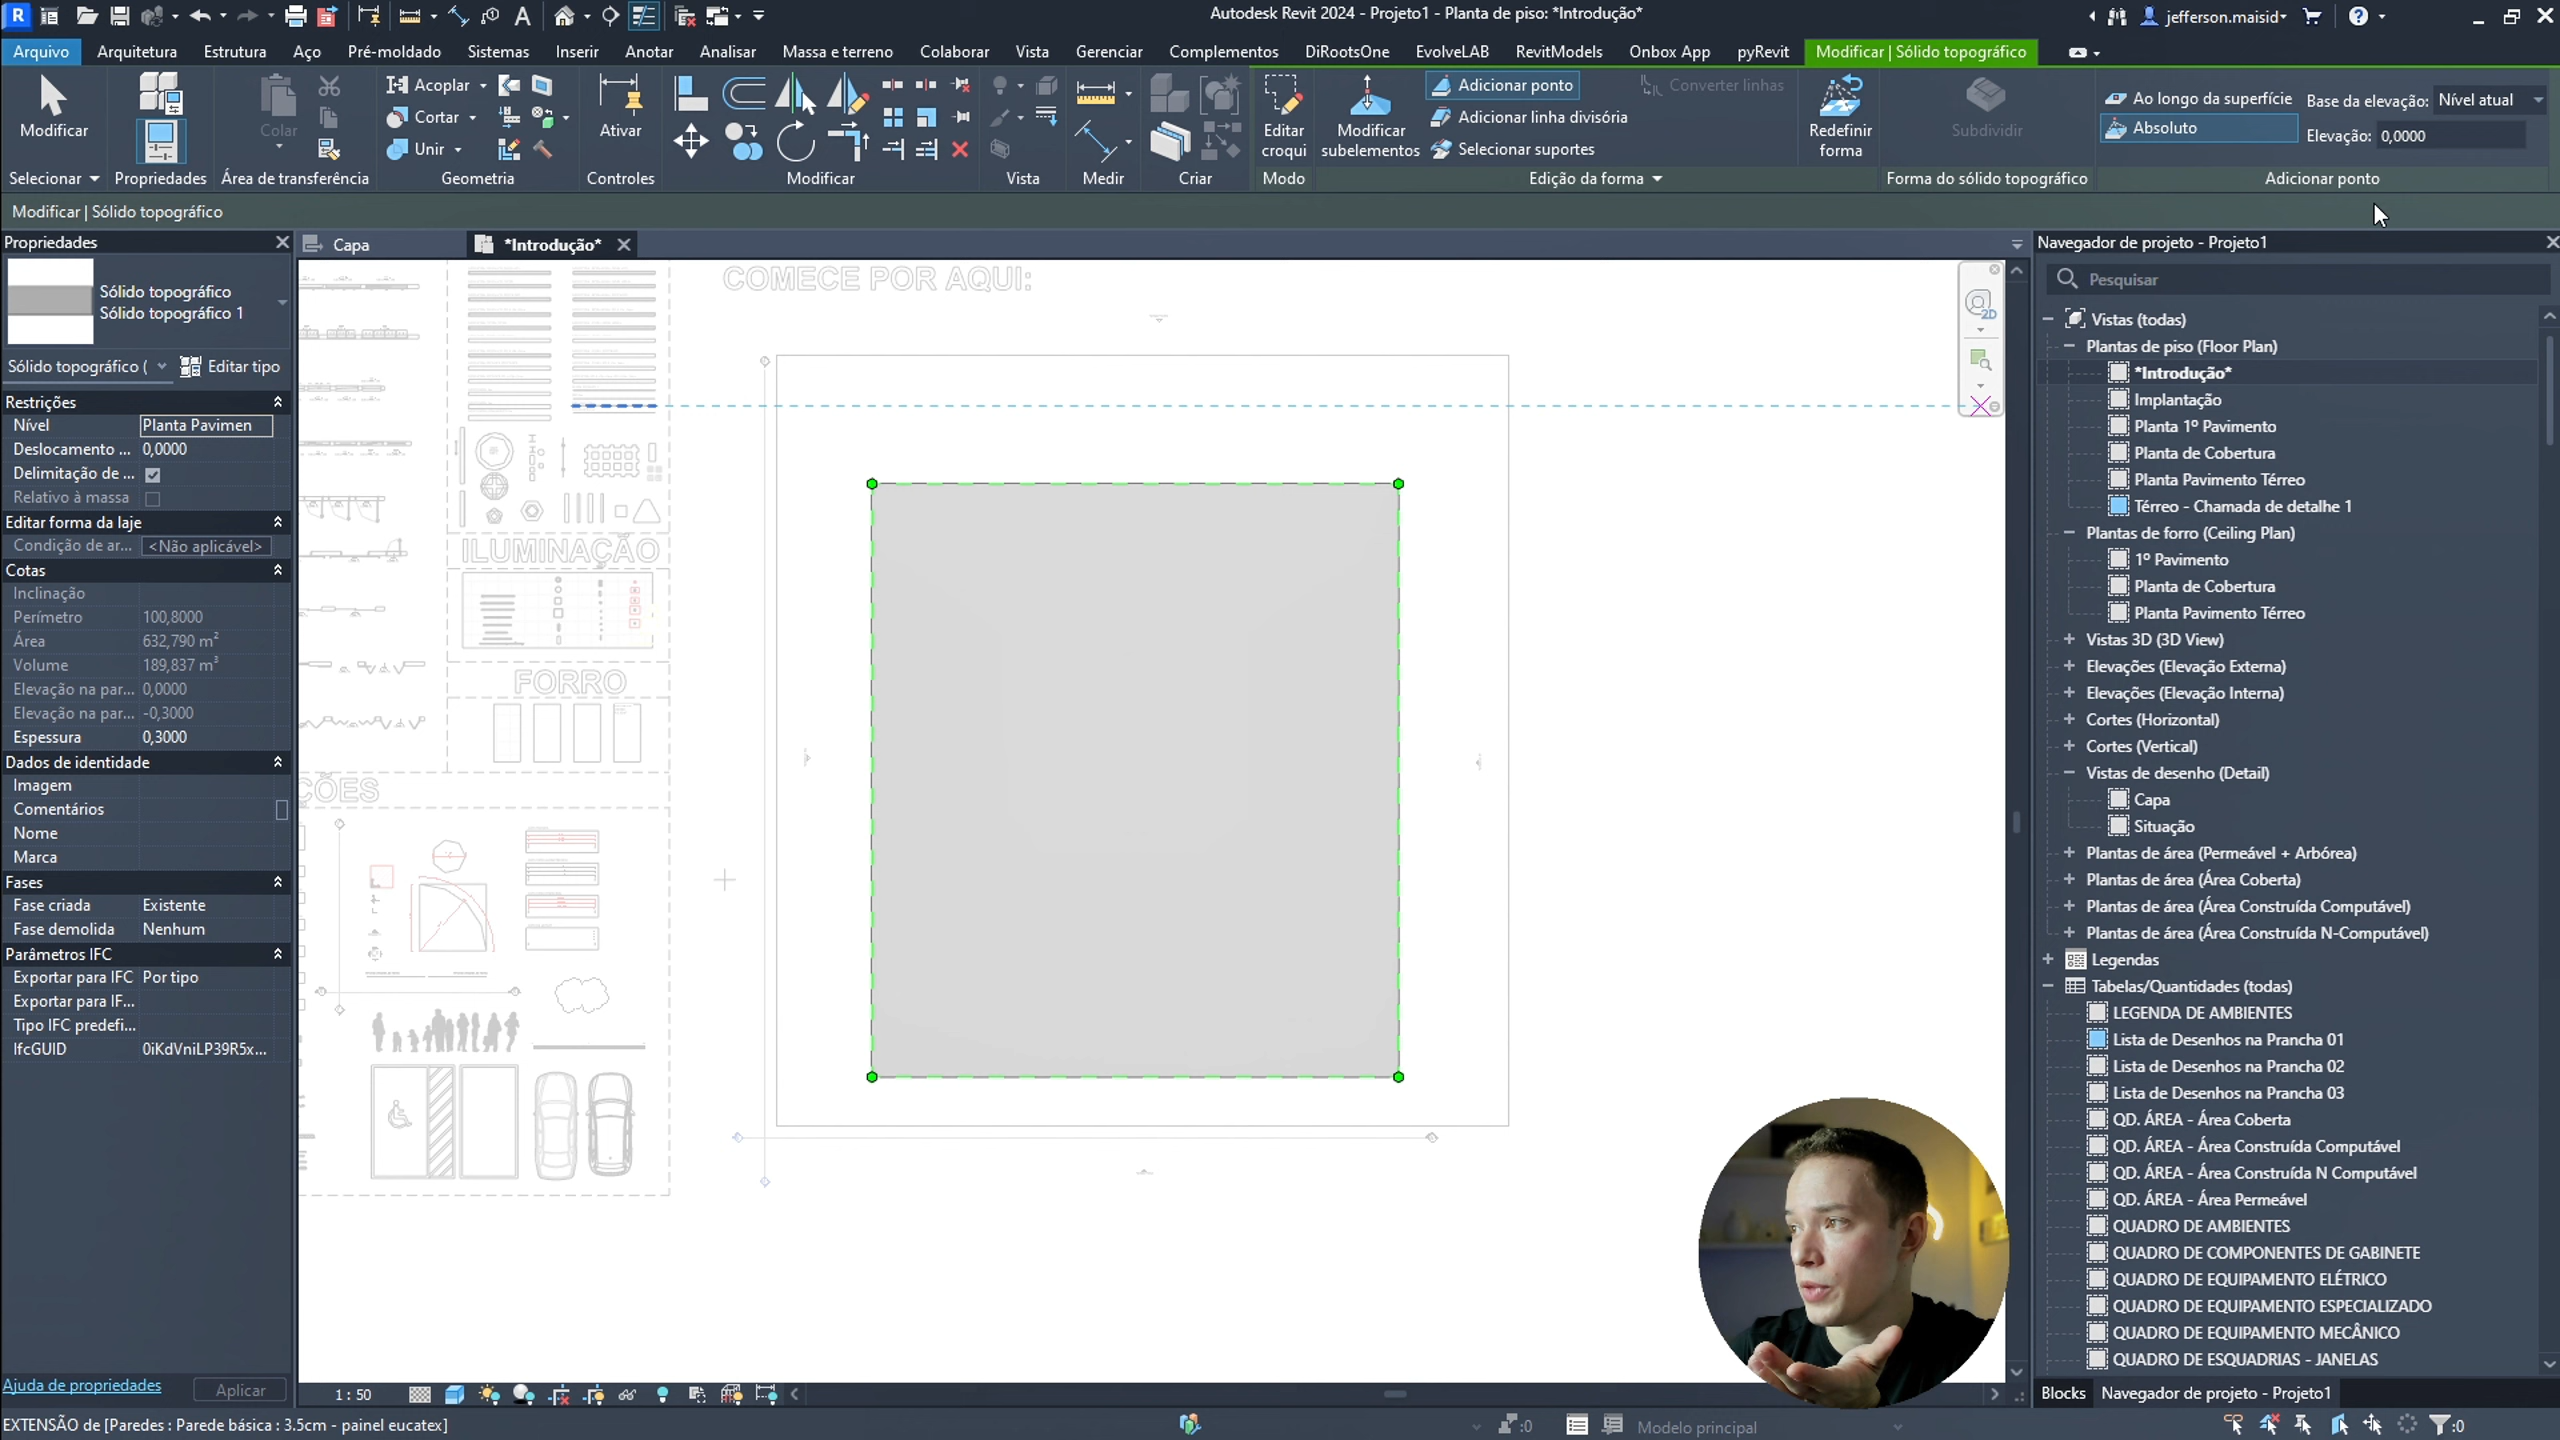 Autodesk Revit 2024 - Projeto1 - Planta de piso: *Introdução*
jefferson.maisid
Arquivo Arquitetura Estrutura Aço Pré-moldado Sistemas Inserir Anotar Analisar Massa e terreno Colaborar Vista Gerenciar Complementos DiRootsOne EvolveLAB RevitModels Onbox App pyRevit Modificar | Sólido topográfico
Modificar
Colar
Acoplar
Cortar
Unir
Ativar
Editar croqui
Modificar subelementos
Adicionar ponto
Adicionar linha divisória
Selecionar suportes
Converter linhas
Redefinir forma
Subdividir
Ao longo da superfície
Absoluto
Base da elevação: Nível atual
Elevação: 0,0000
Selecionar Propriedades Área de transferência Geometria Controles Modificar Vista Medir Criar Modo Edição da forma Forma do sólido topográfico Adicionar ponto
Modificar | Sólido topográfico
Propriedades
Sólido topográfico
Sólido topográfico 1
Sólido topográfico ( Editar tipo
Restrições
Nível Planta Pavimen
Deslocamento ... 0,0000
Delimitação de ...
Relativo à massa
Editar forma da laje
Condição de ar... <Não aplicável>
Cotas
Inclinação
Perímetro 100,8000
Área 632,790 m²
Volume 189,837 m³
Elevação na par... 0,0000
Elevação na par... -0,3000
Espessura 0,3000
Dados de identidade
Imagem
Comentários
Nome
Marca
Fases
Fase criada Existente
Fase demolida Nenhum
Parâmetros IFC
Exportar para IFC Por tipo
Exportar para IF...
Tipo IFC predefi...
IfcGUID 0iKdVniLP39R5x...
Ajuda de propriedades
Aplicar
Capa
*Introdução*
COMECE POR AQUI:
ILUMINAÇÃO
FORRO
ÇÕES
2D
1 : 50
Navegador de projeto - Projeto1
Pesquisar
Vistas (todas)
Plantas de piso (Floor Plan)
*Introdução*
Implantação
Planta 1º Pavimento
Planta de Cobertura
Planta Pavimento Térreo
Térreo - Chamada de detalhe 1
Plantas de forro (Ceiling Plan)
1º Pavimento
Planta de Cobertura
Planta Pavimento Térreo
Vistas 3D (3D View)
Elevações (Elevação Externa)
Elevações (Elevação Interna)
Cortes (Horizontal)
Cortes (Vertical)
Vistas de desenho (Detail)
Capa
Situação
Plantas de área (Permeável + Arbórea)
Plantas de área (Área Coberta)
Plantas de área (Área Construída Computável)
Plantas de área (Área Construída N-Computável)
Legendas
Tabelas/Quantidades (todas)
LEGENDA DE AMBIENTES
Lista de Desenhos na Prancha 01
Lista de Desenhos na Prancha 02
Lista de Desenhos na Prancha 03
QD. ÁREA - Área Coberta
QD. ÁREA - Área Construída Computável
QD. ÁREA - Área Construída N Computável
QD. ÁREA - Área Permeável
QUADRO DE AMBIENTES
QUADRO DE COMPONENTES DE GABINETE
QUADRO DE EQUIPAMENTO ELÉTRICO
QUADRO DE EQUIPAMENTO ESPECIALIZADO
QUADRO DE EQUIPAMENTO MECÂNICO
QUADRO DE ESQUADRIAS - JANELAS
Blocks Navegador de projeto - Projeto1
EXTENSÃO de [Paredes : Parede básica : 3.5cm - painel eucatex]
:0
Modelo principal
:0